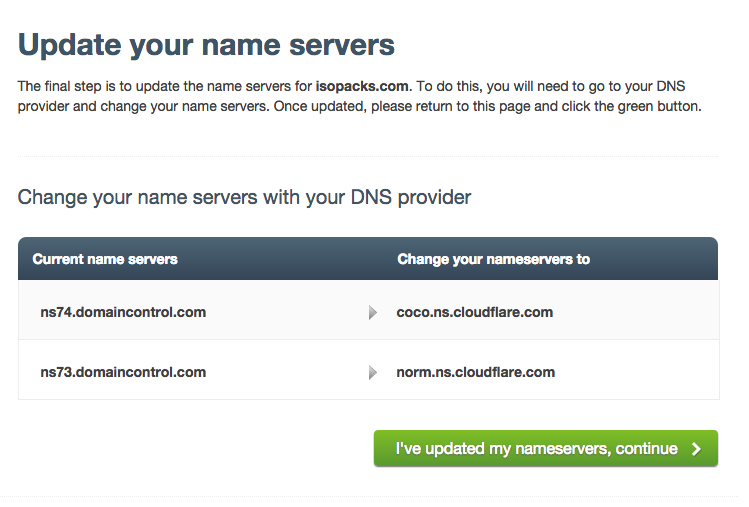 Update your name servers
The final step is to update the name servers for isopacks.com. To do this, you will need to go to your DNS
provider and change your name servers. Once updated, please return to this page and click the green button.
Change your name servers with your DNS provider
Current name servers
Change your nameservers to
ns74.domaincontrol.com
coco.ns.cloudflare.com
ns73.domaincontrol.com
norm.ns.cloudflare.com
I've updated my nameservers, continue